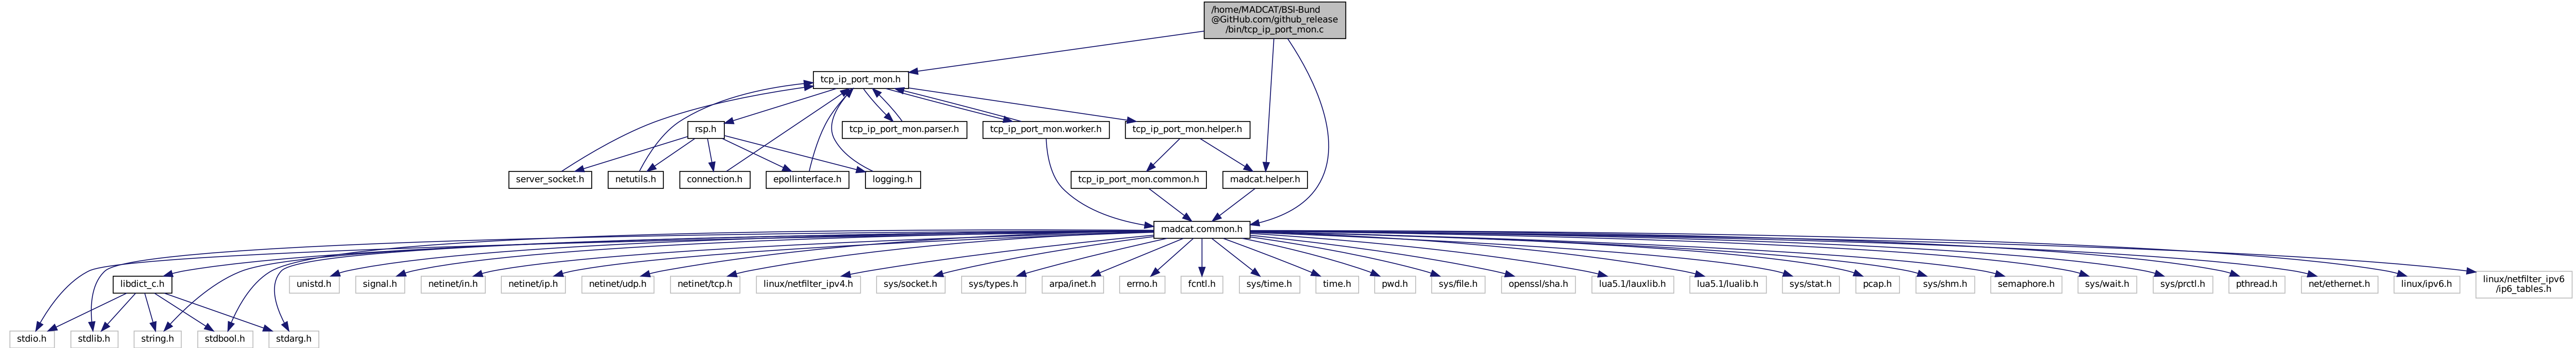 /home/MADCAT/BSI-Bund
@GitHub.com/github_release
/bin/tcp_ip_port_mon.c
tcp_ip_port_mon.h
rsp.h
tcp_ip_port_mon.parser.h
tcp_ip_port_mon.worker.h
tcp_ip_port_mon.helper.h
server_socket.h
netutils.h
connection.h
epollinterface.h
logging.h
tcp_ip_port_mon.common.h
madcat.helper.h
madcat.common.h
libdict_c.h
unistd.h
signal.h
netinet/in.h
netinet/ip.h
netinet/udp.h
netinet/tcp.h
linux/netfilter_ipv4.h
sys/socket.h
sys/types.h
arpa/inet.h
errno.h
fcntl.h
sys/time.h
time.h
pwd.h
sys/file.h
openssl/sha.h
lua5.1/lauxlib.h
lua5.1/lualib.h
sys/stat.h
pcap.h
sys/shm.h
semaphore.h
sys/wait.h
sys/prctl.h
pthread.h
net/ethernet.h
linux/ipv6.h
linux/netfilter_ipv6
/ip6_tables.h
stdio.h
stdlib.h
string.h
stdbool.h
stdarg.h